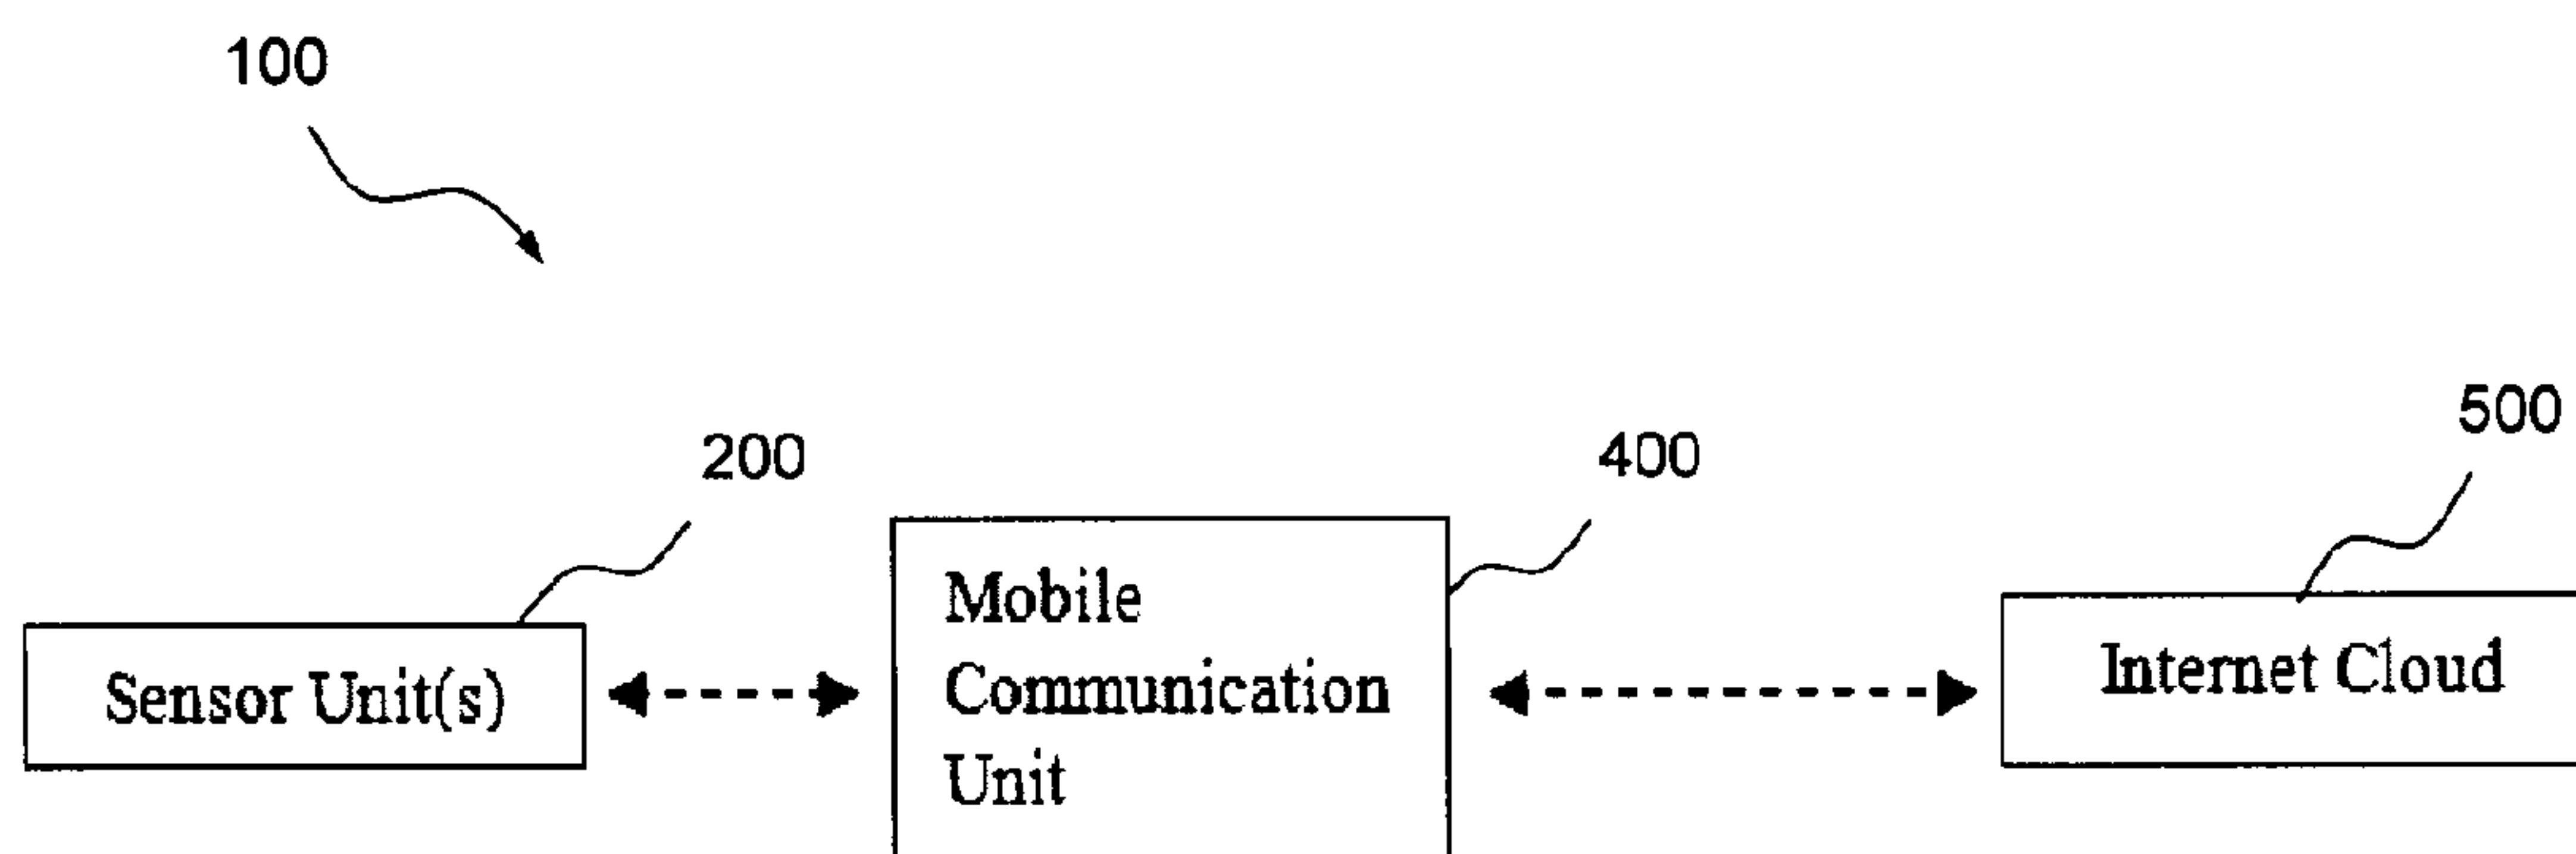 100
500
200
400
Mobile
Communication
Unit
Sensor Unit(s)
Internet Cloud